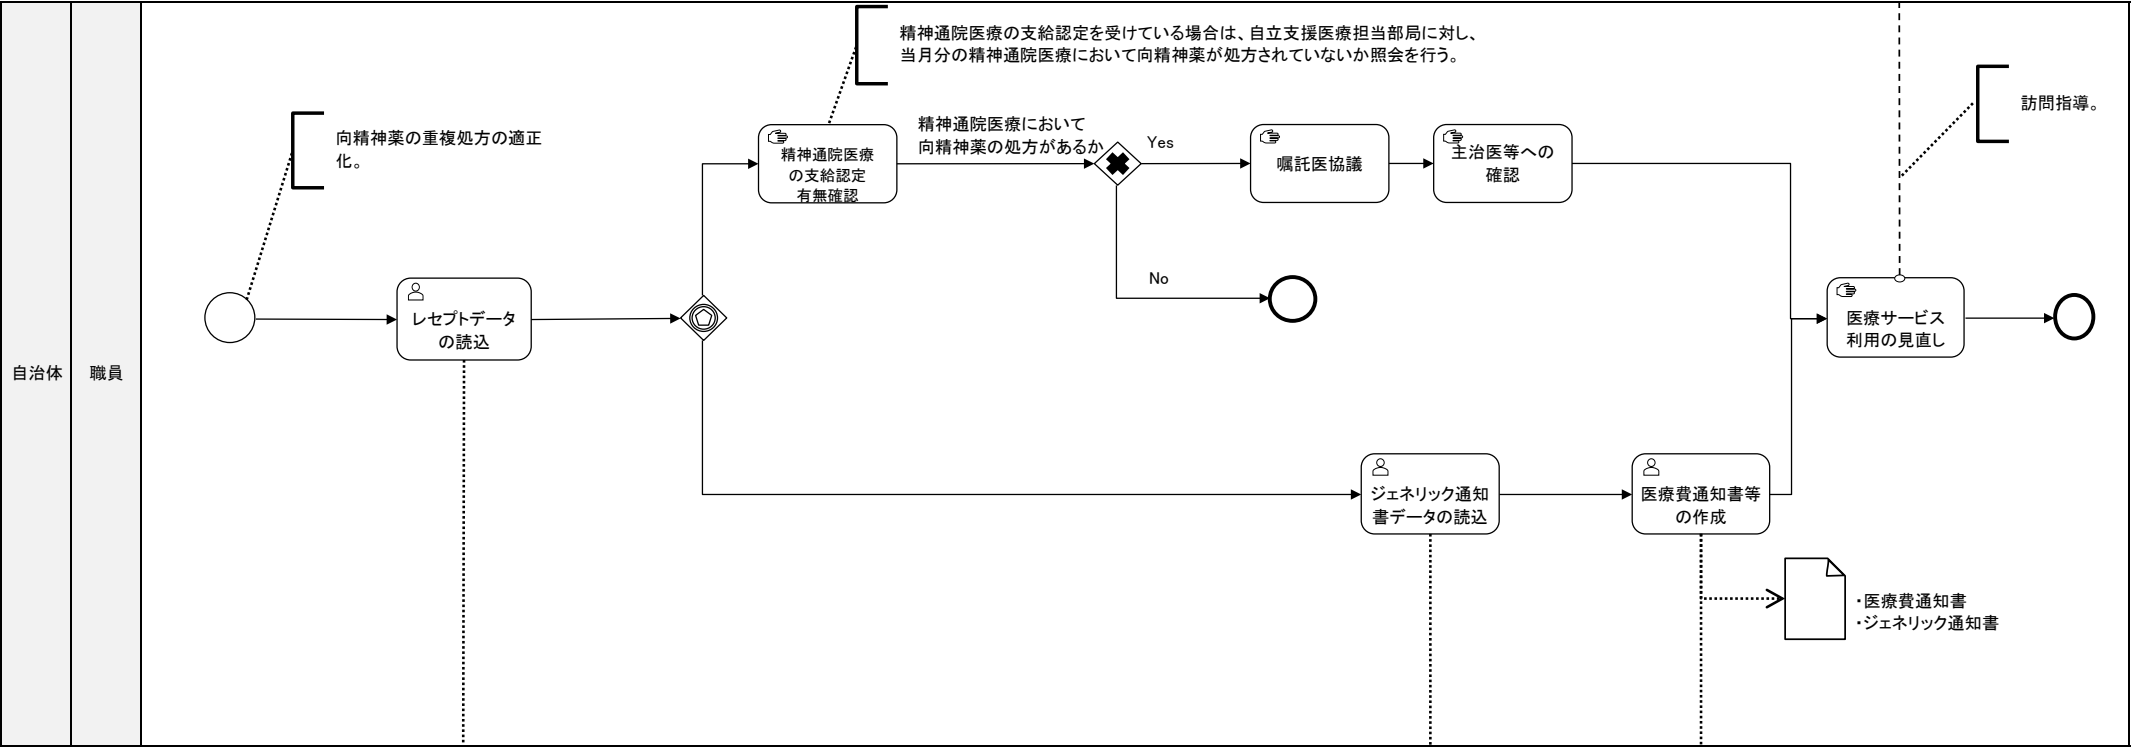 自治体
職員
向精神薬の重複処方の適正
化。
レセプトデータ
の読込
精神通院医療の支給認定を受けている場合は、自立支援医療担当部局に対し、
当月分の精神通院医療において向精神薬が処方されていないか照会を行う。
精神通院医療
の支給認定
有無確認
精神通院医療において
向精神薬の処方があるか
Yes
No
嘱託医協議
主治医等への
確認
ジェネリック通知
書データの読込
医療費通知書等
の作成
・医療費通知書
・ジェネリック通知書
訪問指導。
医療サービス
利用の見直し